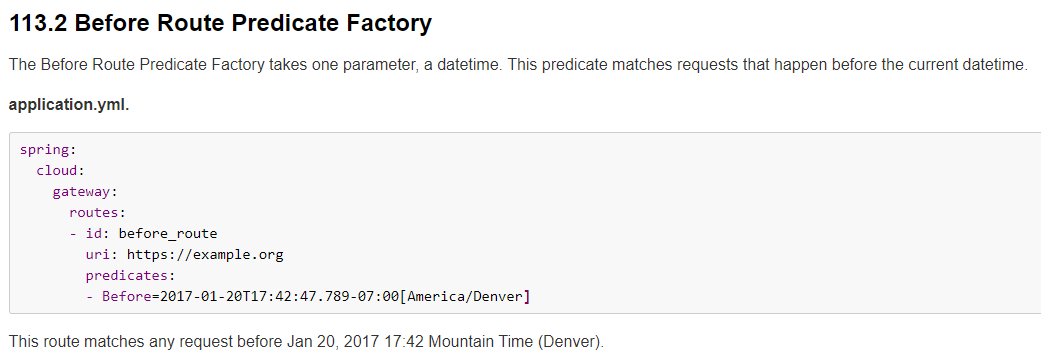 113.2 Before Route Predicate Factory
The Before Route Predicate Factory takes one parameter, a datetime. This predicate matches requests that happen before the current datetime.
application.yml.
spring:
  cloud:
    gateway:
      routes:
      - id: before_route
        uri: https://example.org
        predicates:
        - Before=2017-01-20T17:42:47.789-07:00[America/Denver]
This route matches any request before Jan 20, 2017 17:42 Mountain Time (Denver).